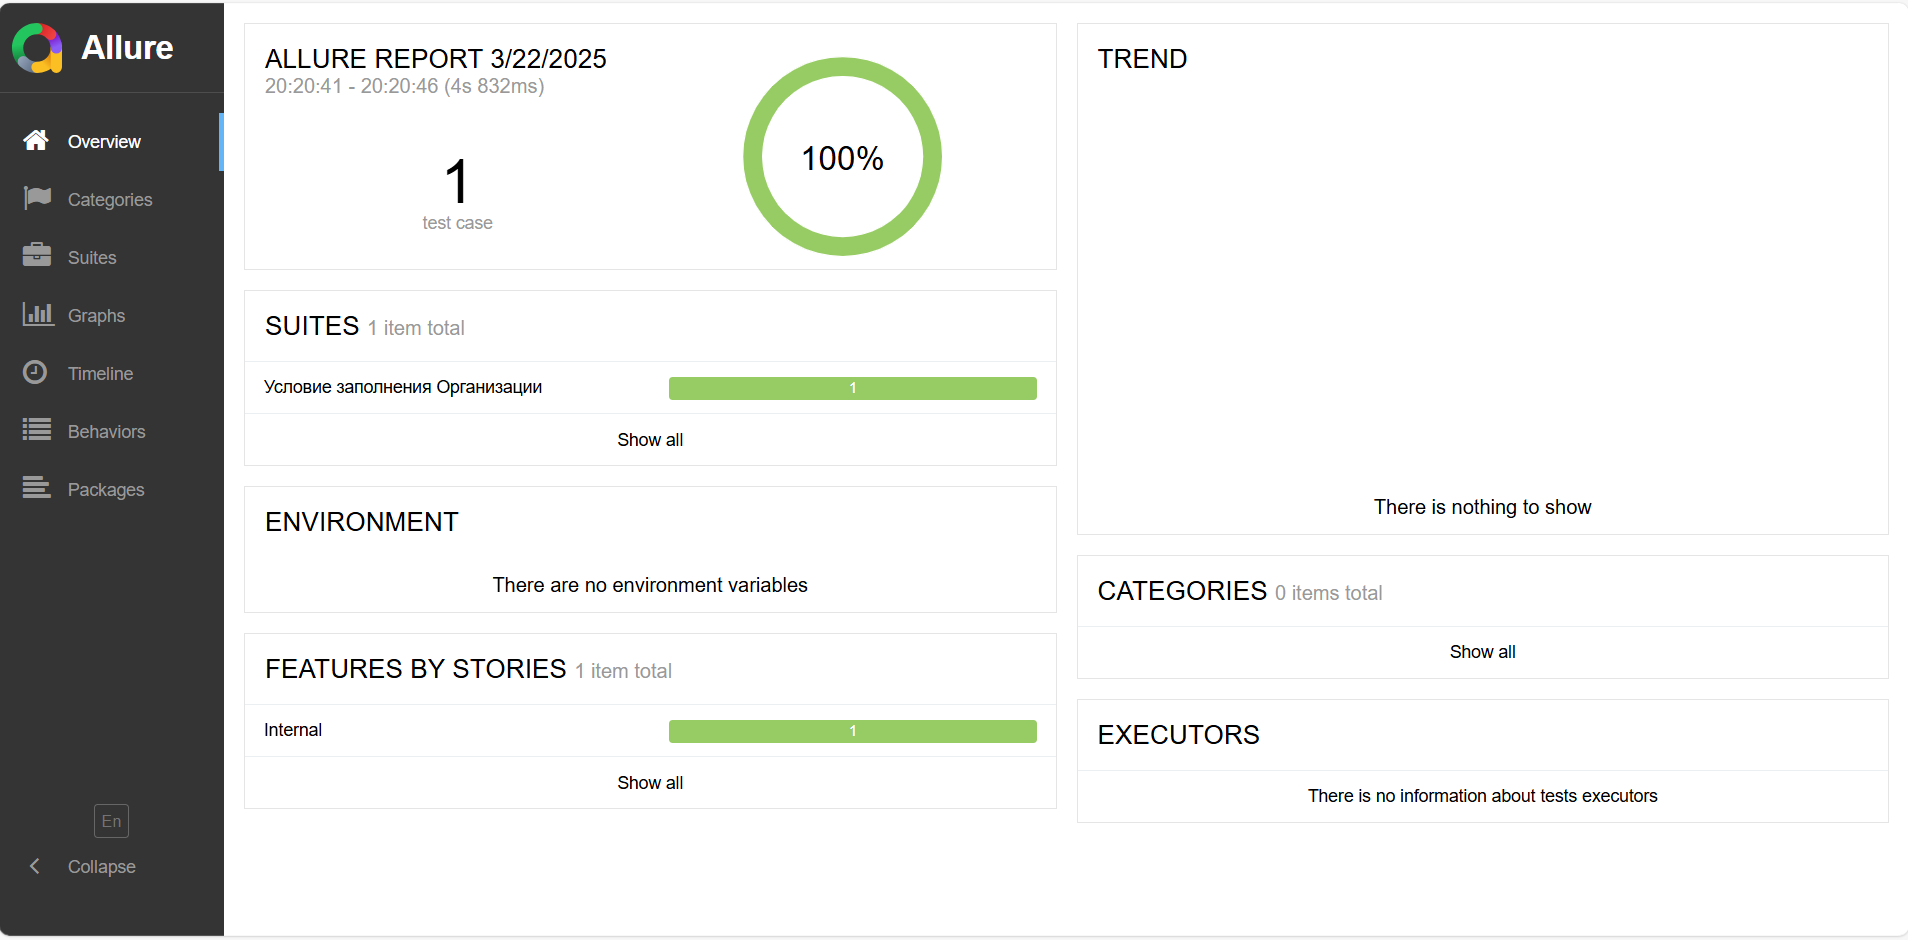 Allure
Overview
Categories
Suites
Graphs
Timeline
Behaviors
Packages
En
Collapse
ALLURE REPORT 3/22/2025
20:20:41 - 20:20:46 (4s 832ms)
1
test case
100%
SUITES 1 item total
Условие заполнения Организации 1
Show all
ENVIRONMENT
There are no environment variables
FEATURES BY STORIES 1 item total
Internal 1
Show all
TREND
There is nothing to show
CATEGORIES 0 items total
Show all
EXECUTORS
There is no information about tests executors